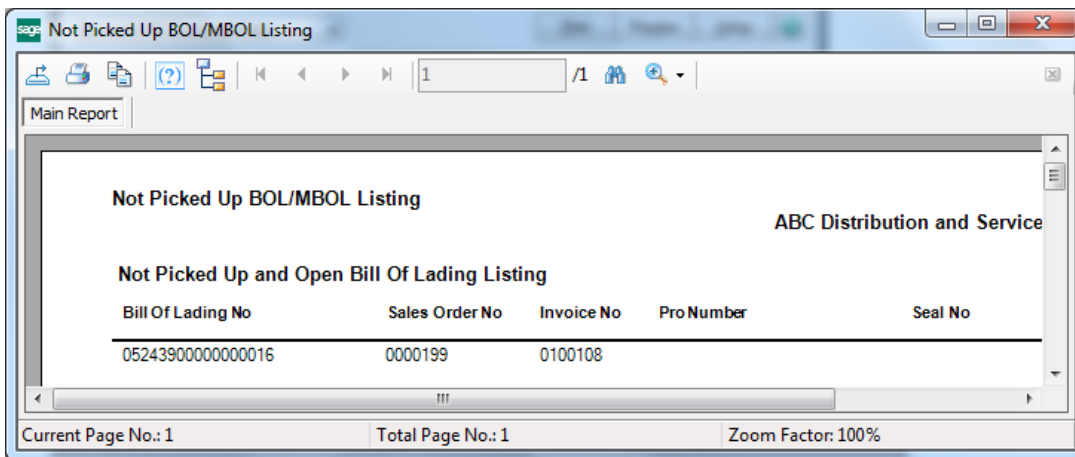 sage Not Picked Up BOL/MBOL Listing
1 /1
Main Report
Not Picked Up BOL/MBOL Listing
ABC Distribution and Service
Not Picked Up and Open Bill Of Lading Listing
Bill Of Lading No Sales Order No Invoice No Pro Number Seal No
05243900000000016 0000199 0100108
Current Page No.: 1 Total Page No.: 1 Zoom Factor: 100%